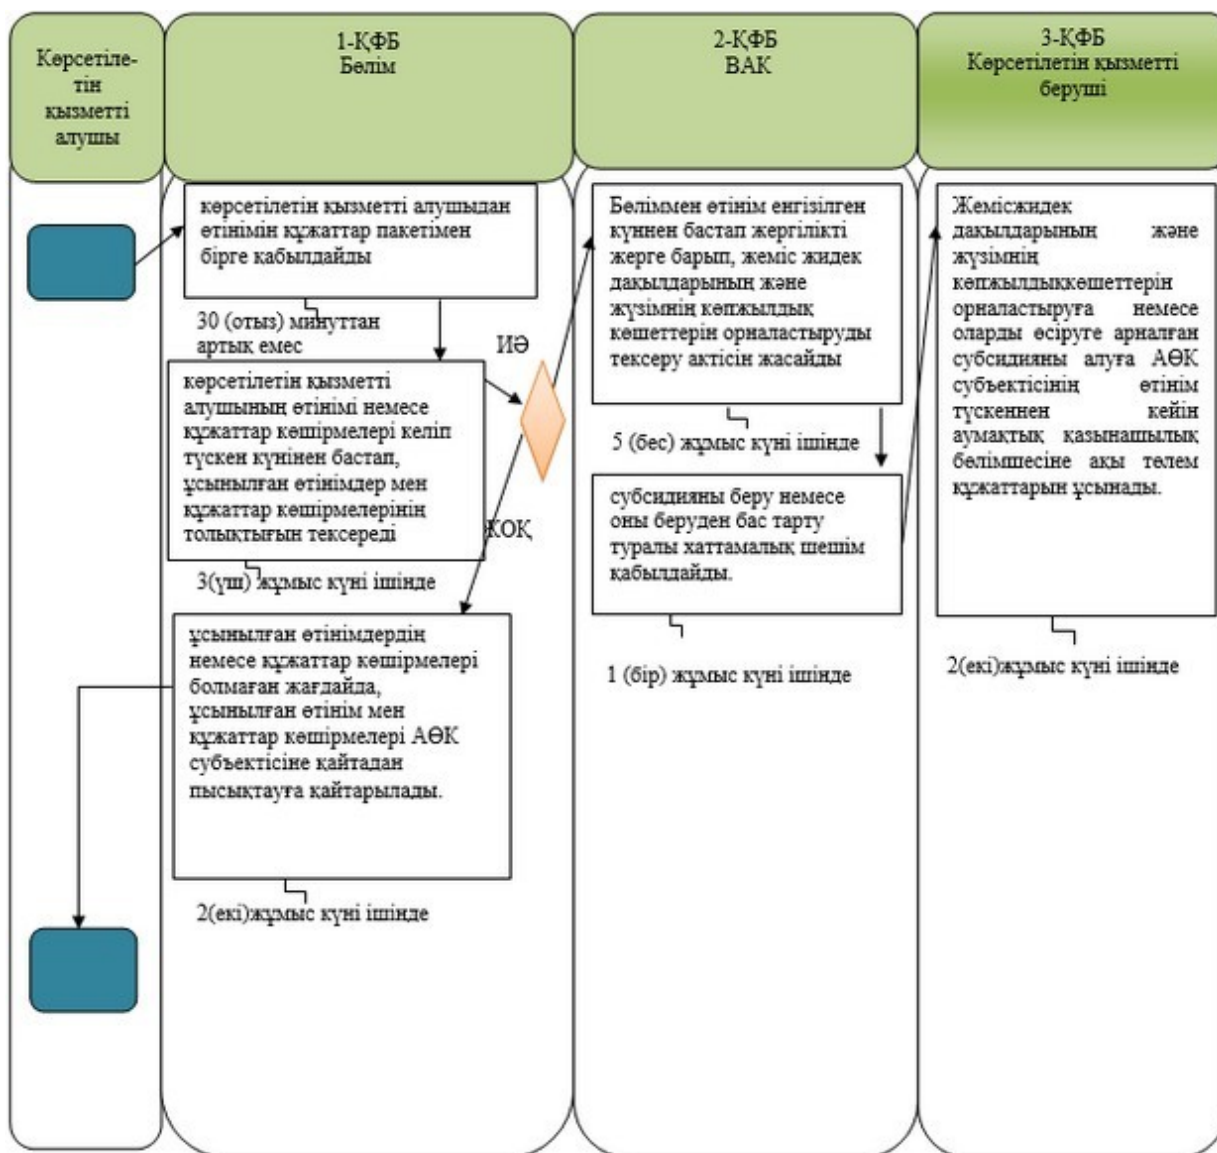 Көрсетіле-
тін
қызметті
алушы
1-ҚФБ
Бөлім
2-ҚФБ
ВАК
3-ҚФБ
Көрсетілетін қызметті
беруші
көрсетілетін қызметті алушыдан
өтінімін құжаттар пакетімен
бірге қабылдайды
30 (отыз) минуттан
артық емес
көрсетілетін қызметті
алушының өтінімі немесе
құжаттар көшірмелері келіп
түскен күнінен бастап,
ұсынылған өтінімдер мен
құжаттар көшірмелерінің
толықтығын тексереді
3(үш) жұмыс күні ішінде
ИӘ
ЖОҚ
ұсынылған өтінімдердің
немесе құжаттар көшірмелері
болмаған жағдайда,
ұсынылған өтінім мен
құжаттар көшірмелері АӨК
субъектісіне қайтадан
пысықтауға қайтарылады.
2(екі)жұмыс күні ішінде
Бөліммен өтінім енгізілген
күннен бастап жергілікті
жерге барып, жеміс жидек
дақылдарының және
жүзімнің көпжылдық
көшеттерін орналастыруды
тексеру актісін жасайды
5 (бес) жұмыс күні ішінде
субсидияны беру немесе
оны беруден бас тарту
туралы хаттамалық шешім
қабылдайды.
1 (бір) жұмыс күні ішінде
Жемісжидек
дақылдарының және
жүзімнің
көпжылдықкөшеттерін
орналастыруға немесе
оларды өсіруге арналған
субсидияны алуға АӨК
субъектісінің өтінім
түскеннен кейін
аумақтық қазынашылық
бөлімшесіне ақы төлем
құжаттарын ұсынады.
2(екі)жұмыс күні ішінде